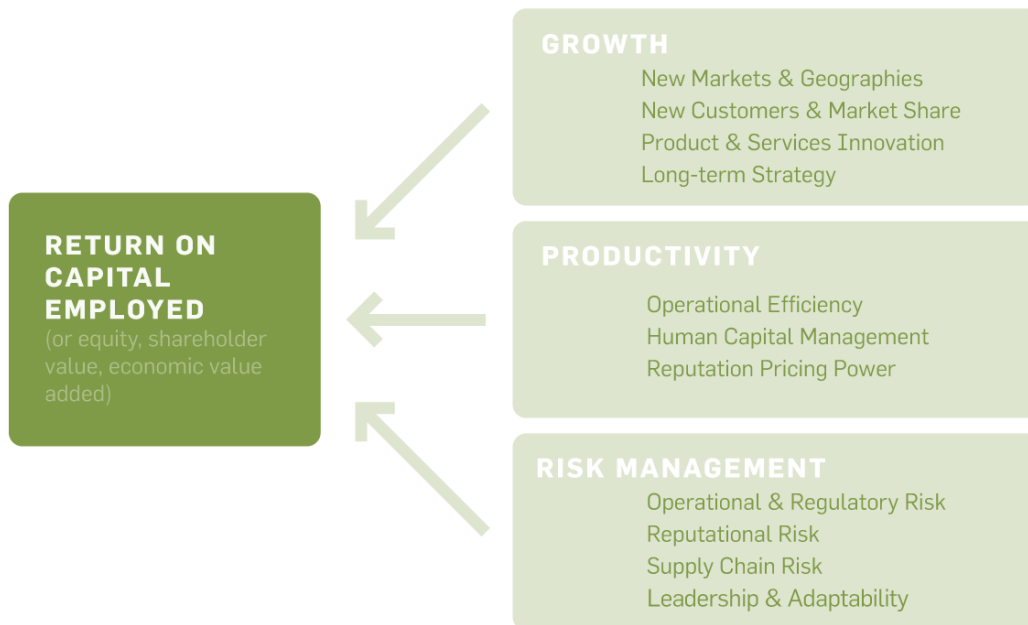 RETURN ON
CAPITAL
EMPLOYED
(or equity, shareholder
value, economic value
added)
GROWTH
New Markets & Geographies
New Customers & Market Share
Product & Services Innovation
Long-term Strategy
PRODUCTIVITY
Operational Efficiency
Human Capital Management
Reputation Pricing Power
RISK MANAGEMENT
Operational & Regulatory Risk
Reputational Risk
Supply Chain Risk
Leadership & Adaptability